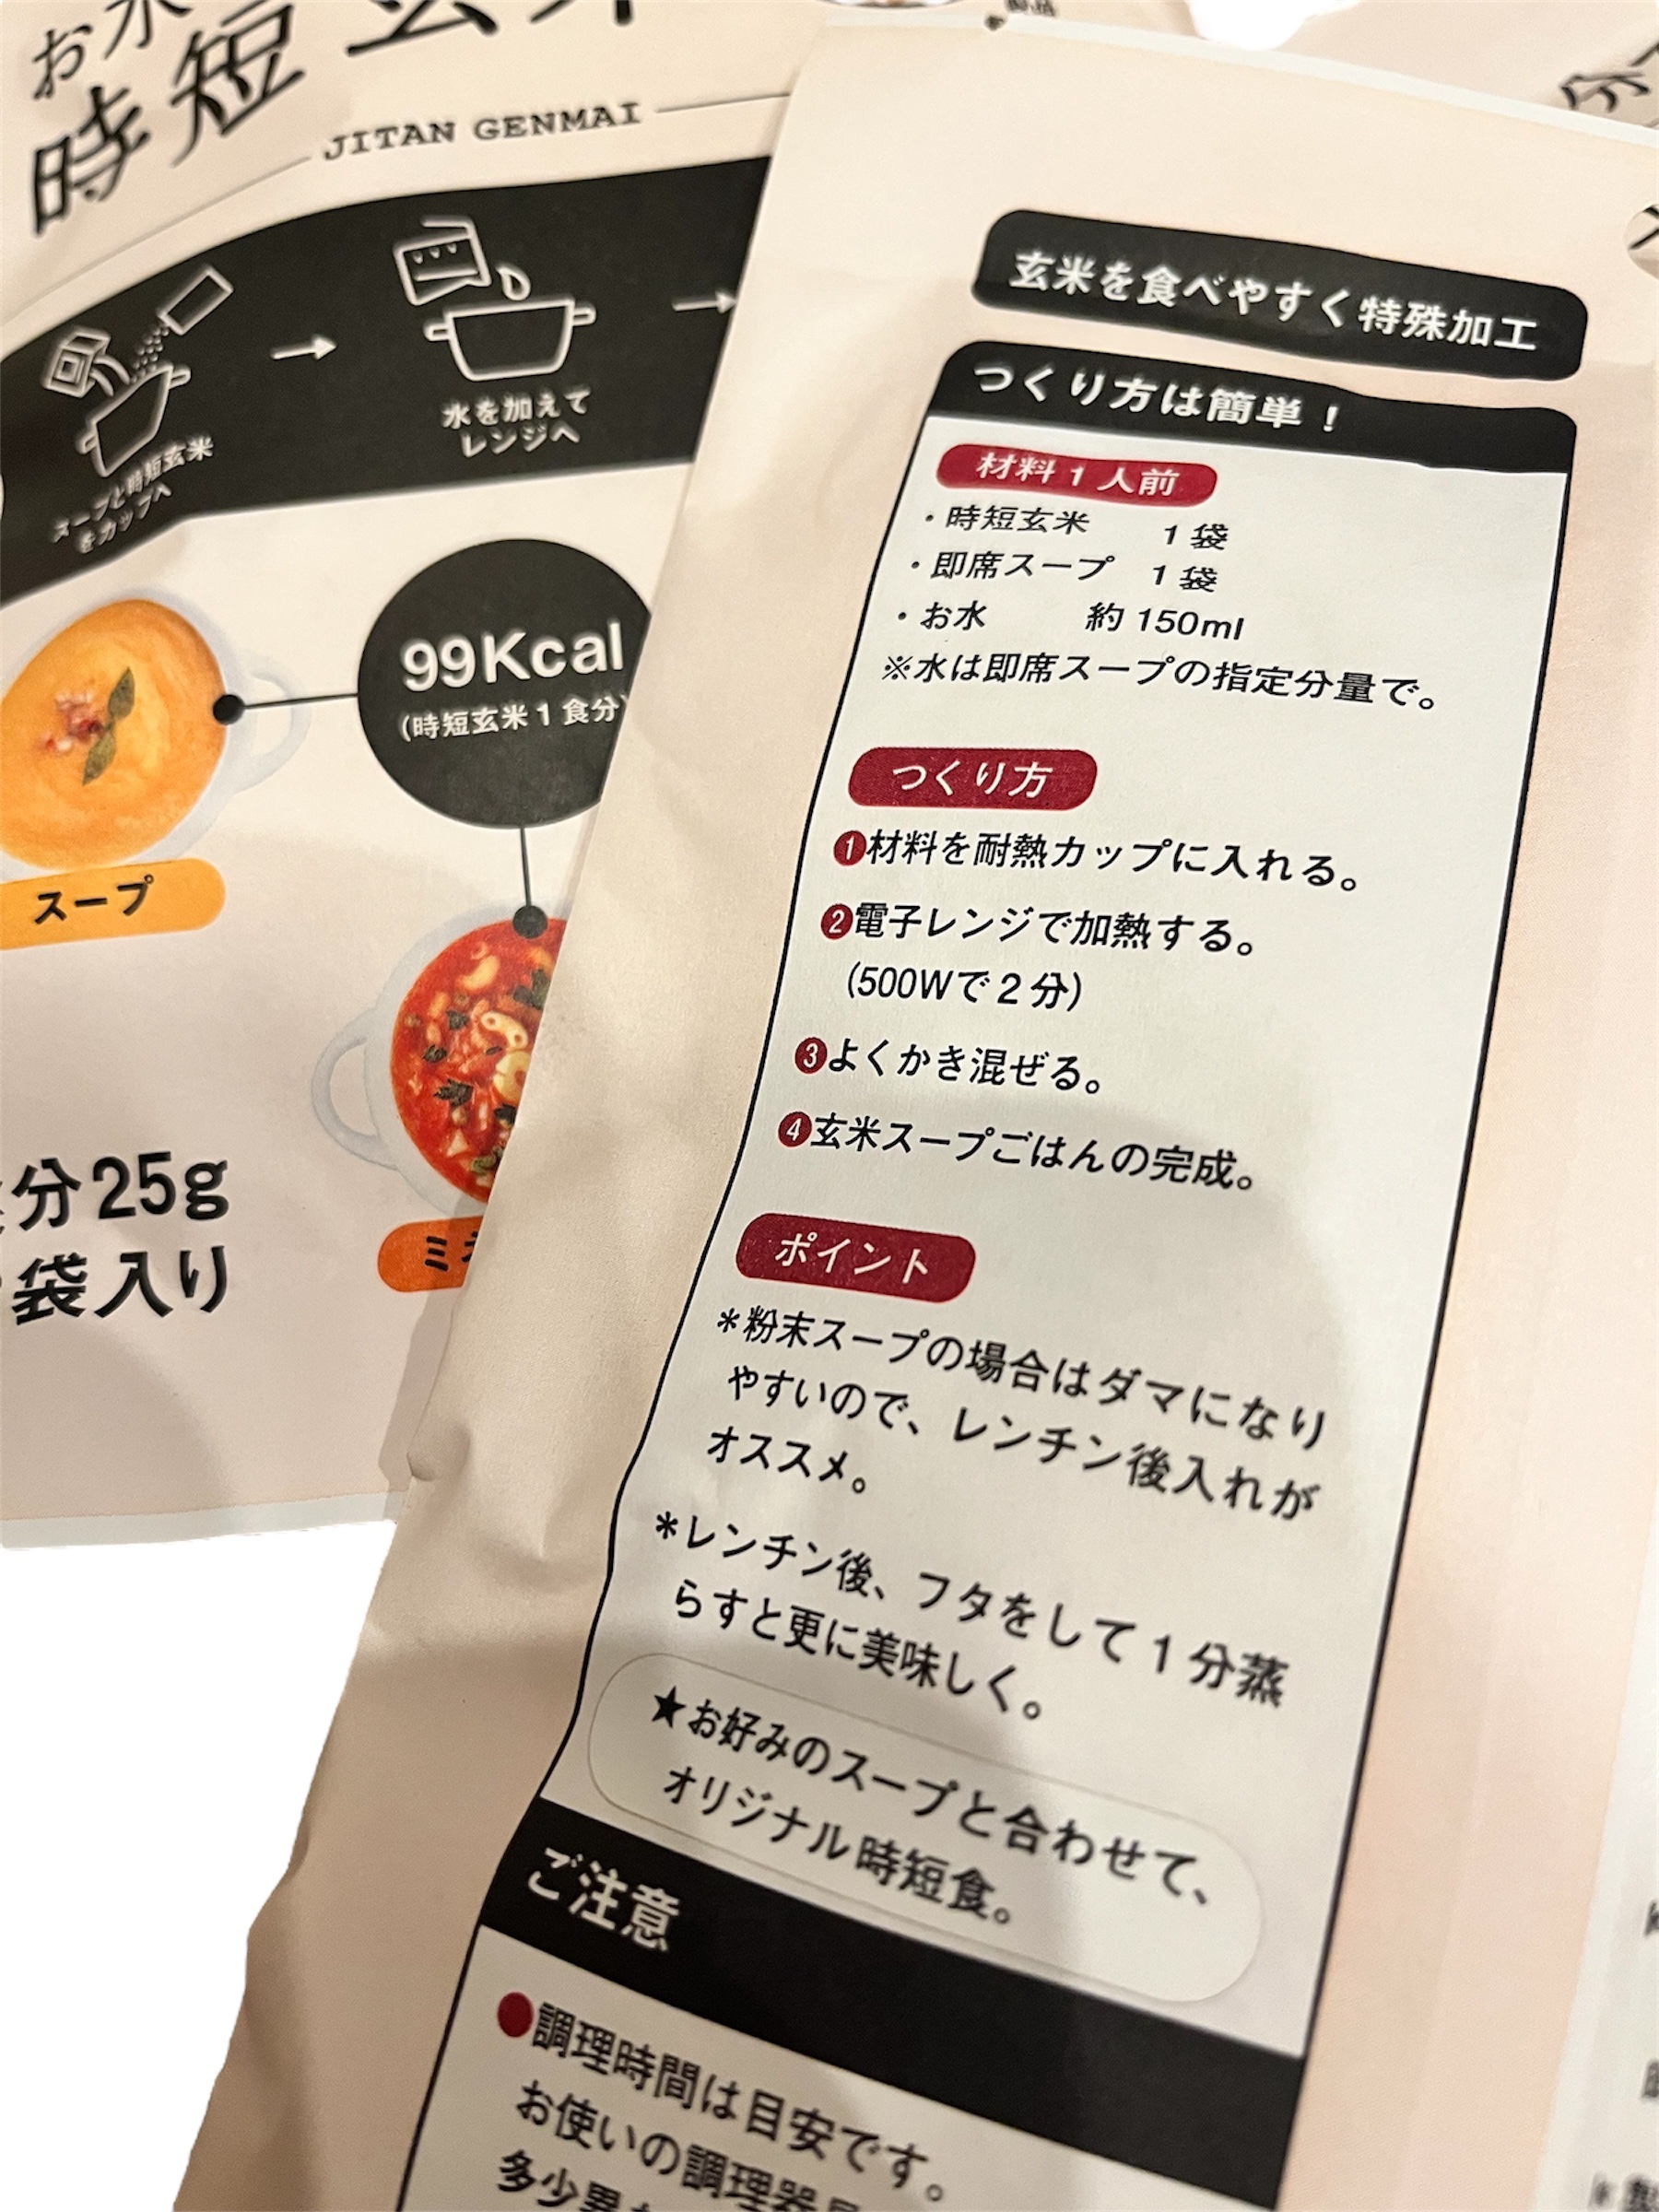 お水
時短玄米
JITAN GENMAI
スープと時短玄米
をカップへ
水を加えて
レンジへ
99Kcal
(時短玄米1食分)
スープ
分25g
袋入り
玄米を食べやすく特殊加工
つくり方は簡単！
材料1人前
・時短玄米 1袋
・即席スープ 1袋
・お水 約150ml
※水は即席スープの指定分量で。
つくり方
❶材料を耐熱カップに入れる。
❷電子レンジで加熱する。
(500Wで2分)
❸よくかき混ぜる。
❹玄米スープごはんの完成。
ポイント
＊粉末スープの場合はダマになり
やすいので、レンチン後入れが
オススメ。
＊レンチン後、フタをして1分蒸
らすと更に美味しく。
★お好みのスープと合わせて、
オリジナル時短食。
ご注意
●調理時間は目安です。
お使いの調理器
多少異